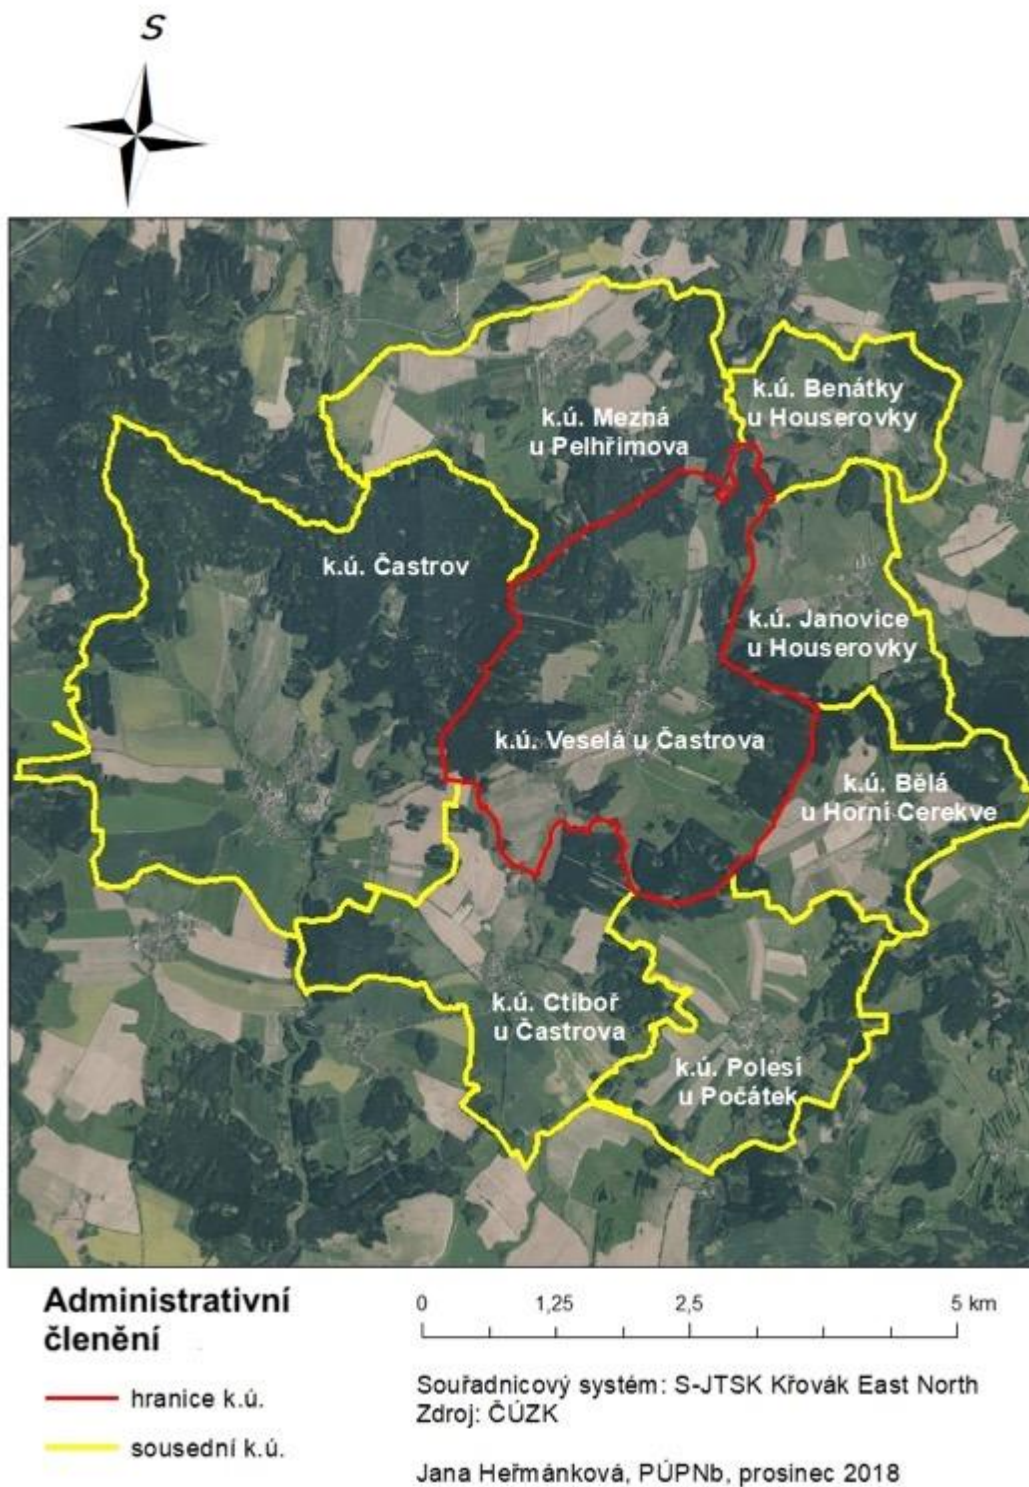 S
k.ú. Benátky
u Houserovky
k.ú. Mezná
u Pelhřimova
k.ú. Častrov
k.ú. Janovice
u Houserovky
k.ú. Veselá u Častrova
k.ú. Bělá
u Horní Cerekve
k.ú. Ctiboř
u Častrova
k.ú. Polesí
u Počátek
Administrativní
členění
hranice k.ú.
sousední k.ú.
0 1,25 2,5 5 km
Souřadnicový systém: S-JTSK Křovák East North
Zdroj: ČÚZK
Jana Heřmánková, PÚPNb, prosinec 2018